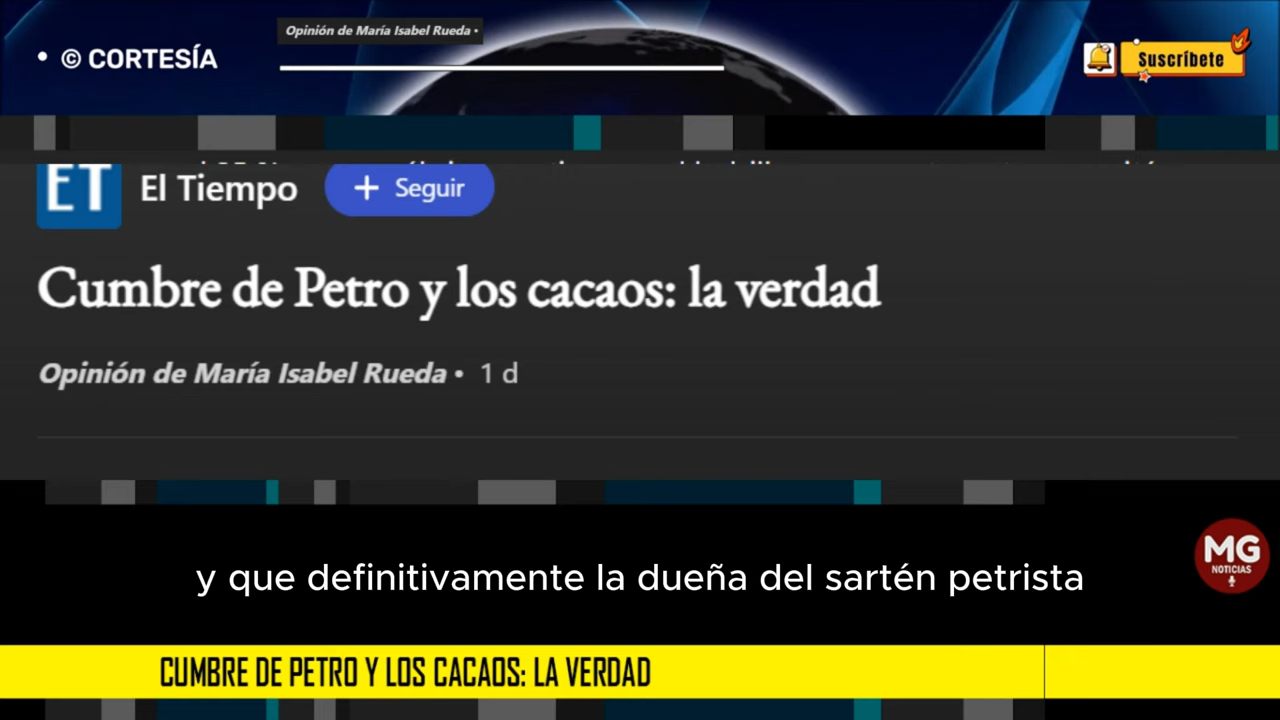 Opinión de María Isabel Rueda •
• © CORTESÍA
Suscríbete
ET El Tiempo + Seguir
Cumbre de Petro y los cacaos: la verdad
Opinión de María Isabel Rueda • 1 d
MG
NOTICIAS
y que definitivamente la dueña del sartén petrista
CUMBRE DE PETRO Y LOS CACAOS: LA VERDAD